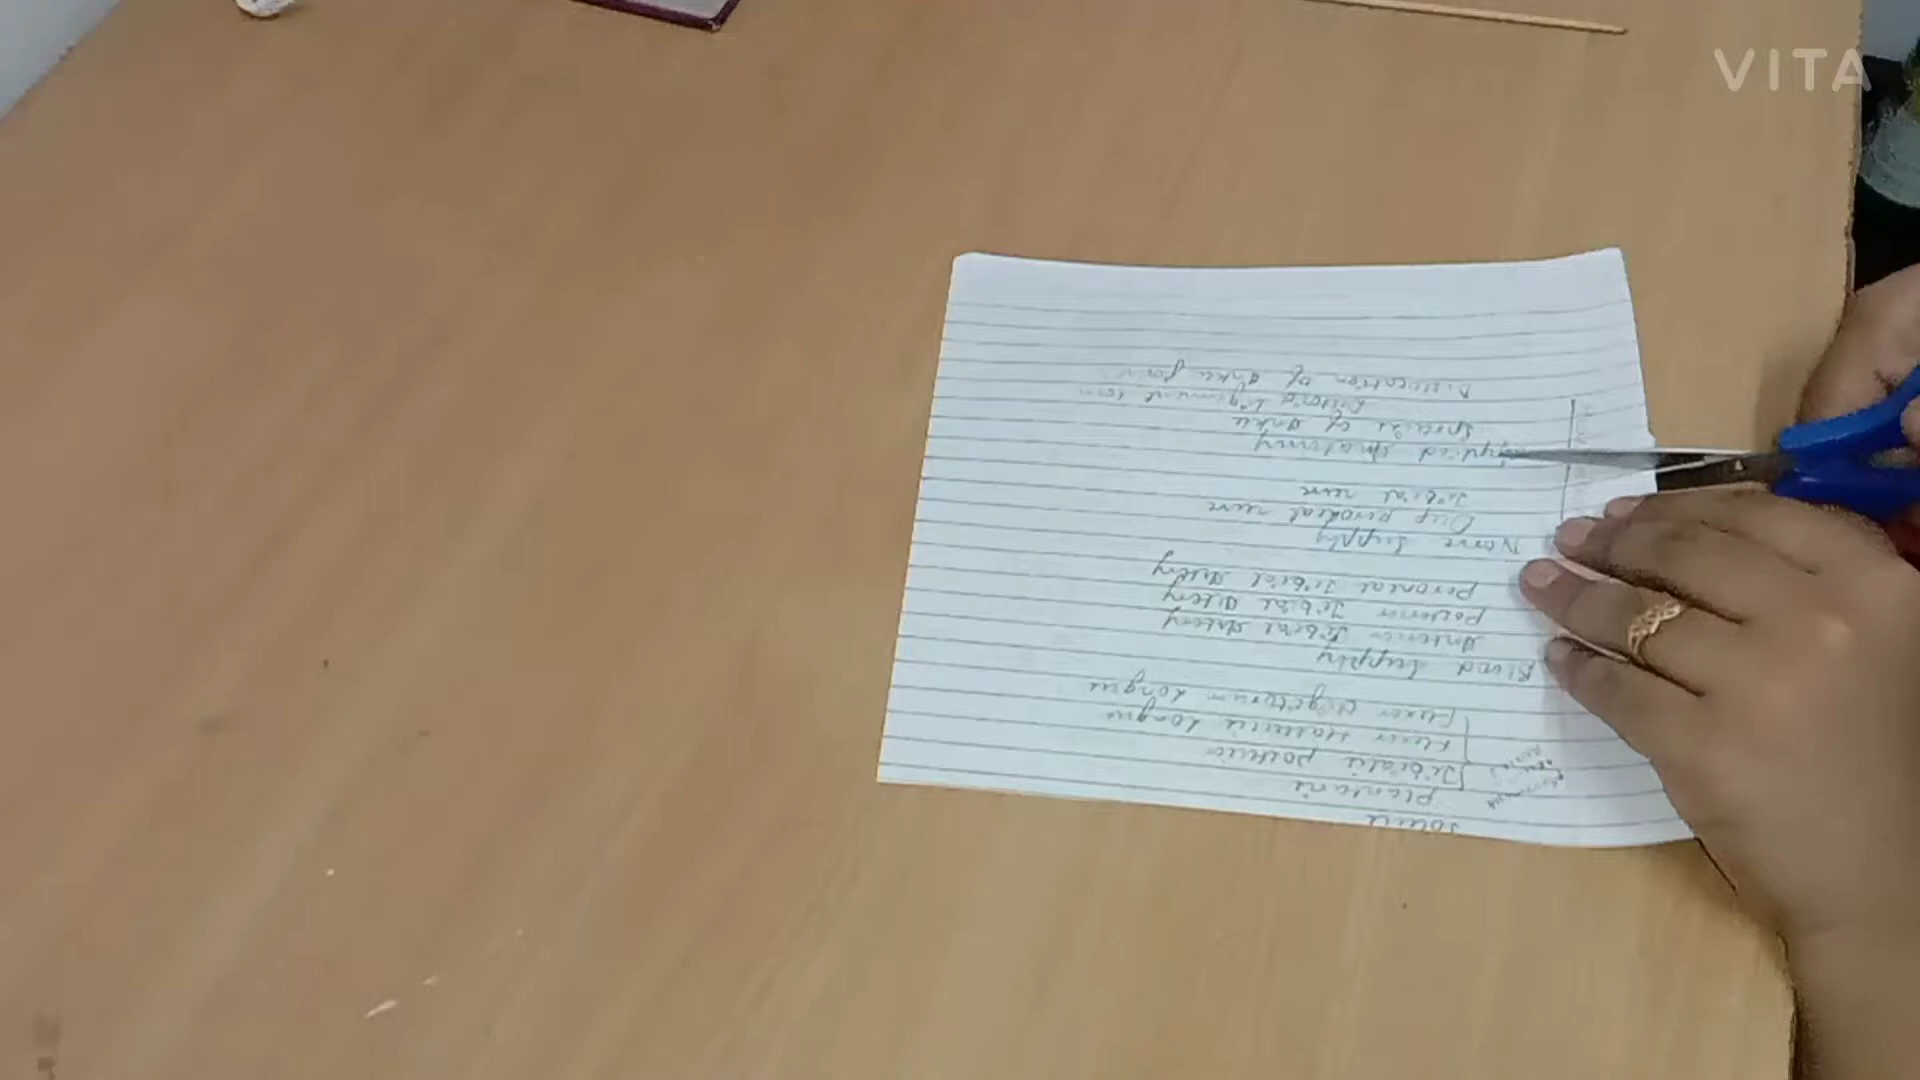 VITA
Soleus
Plantaris
Tibialis posterior
Flexor Hallucis Longus
Flexor Digitorum Longus
Blood Supply
Anterior Tibial Artery
Posterior Tibial Artery
Peroneal Tibial Artery
Nerve Supply
Deep peroneal nerve
Tibial nerve
Applied Anatomy
Sprains of Ankle
Deltoid Ligament
Dislocation of Ankle Joint